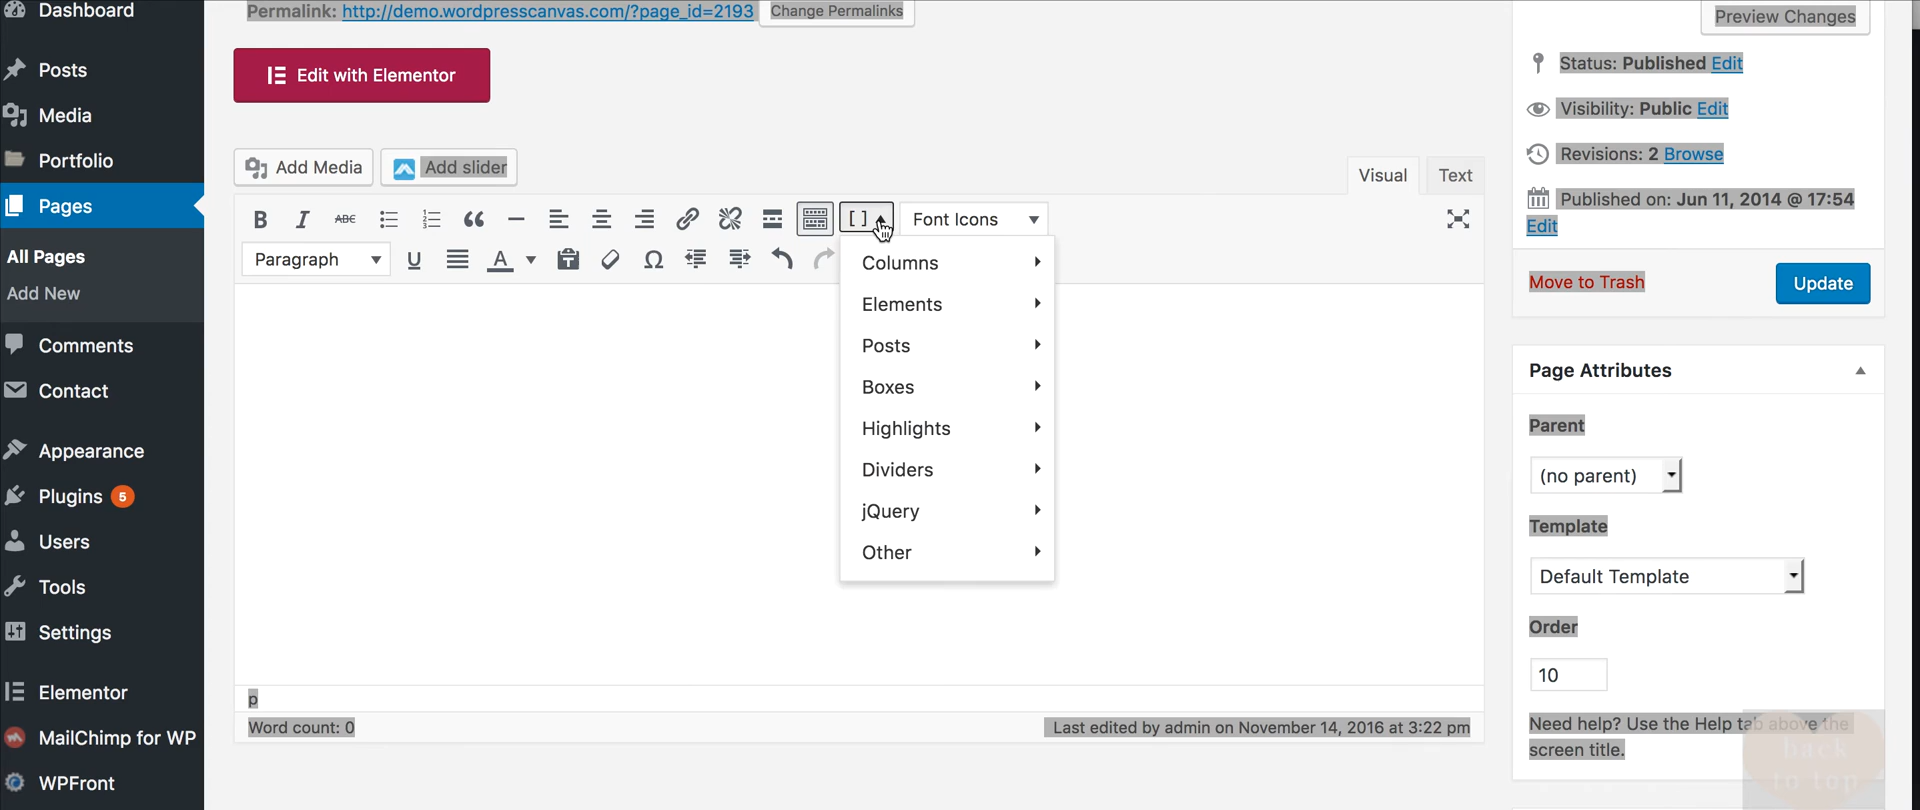 Dashboard
Posts
Media
Portfolio
Pages
All Pages
Add New
Comments
Contact
Appearance
Plugins 5
Users
Tools
Settings
Elementor
MailChimp for WP
WPFront
Permalink: http://demo.wordpresscanvas.com/?page_id=2193 Change Permalinks
Edit with Elementor
Add Media Add slider
Visual Text
B I ABC [ ] Font Icons
Paragraph U A Ω
Columns
Elements
Posts
Boxes
Highlights
Dividers
jQuery
Other
p
Word count: 0
Last edited by admin on November 14, 2016 at 3:22 pm
Preview Changes
Status: Published Edit
Visibility: Public Edit
Revisions: 2 Browse
Published on: Jun 11, 2014 @ 17:54
Edit
Move to Trash Update
Page Attributes
Parent
(no parent)
Template
Default Template
Order
10
Need help? Use the Help tab above the
screen title.
back
to top